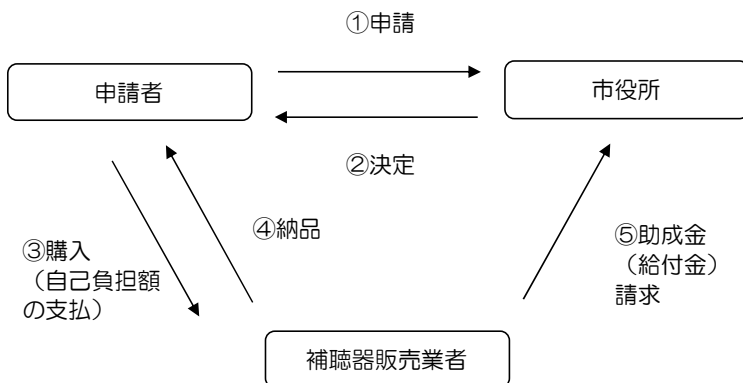 ①申請
申請者
市役所
②決定
③購入
（自己負担額
の支払）
④納品
⑤助成金
（給付金）
請求
補聴器販売業者